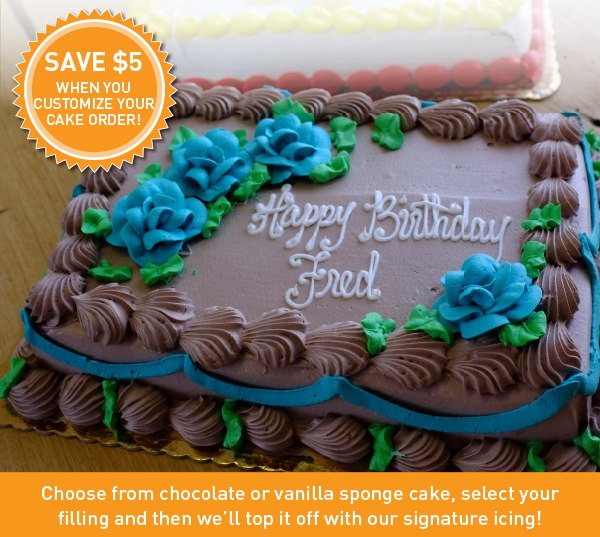 SAVE $5
WHEN YOU
CUSTOMIZE YOUR
CAKE ORDER!
Happy Birthday
Fred
Choose from chocolate or vanilla sponge cake, select your
filling and then we'll top it off with our signature icing!